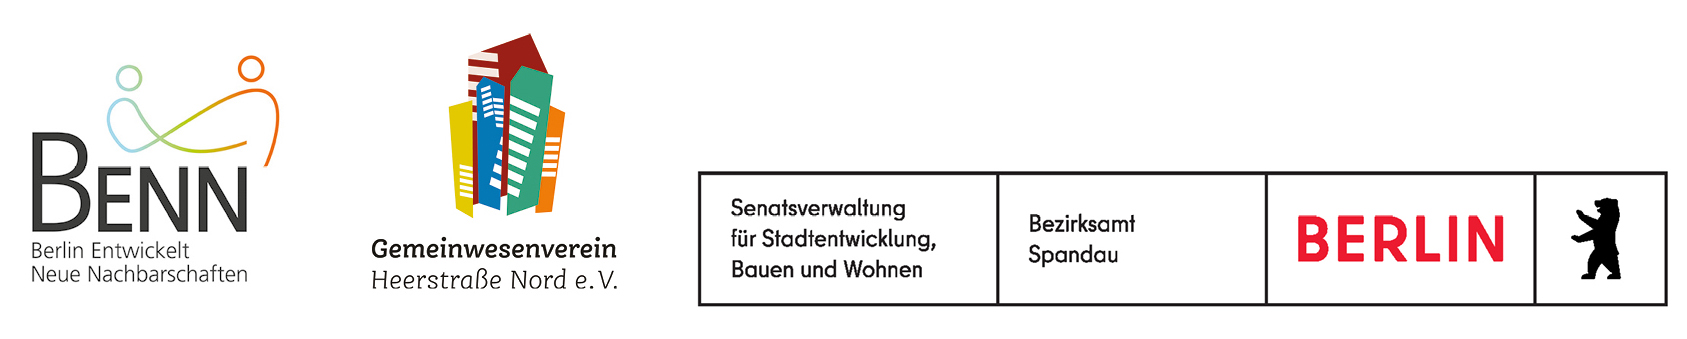 BENN
Berlin Entwickelt
Neue Nachbarschaften
Gemeinwesenverein
Heerstraße Nord e.V.
Senatsverwaltung
für Stadtentwicklung,
Bauen und Wohnen
Bezirksamt
Spandau
BERLIN